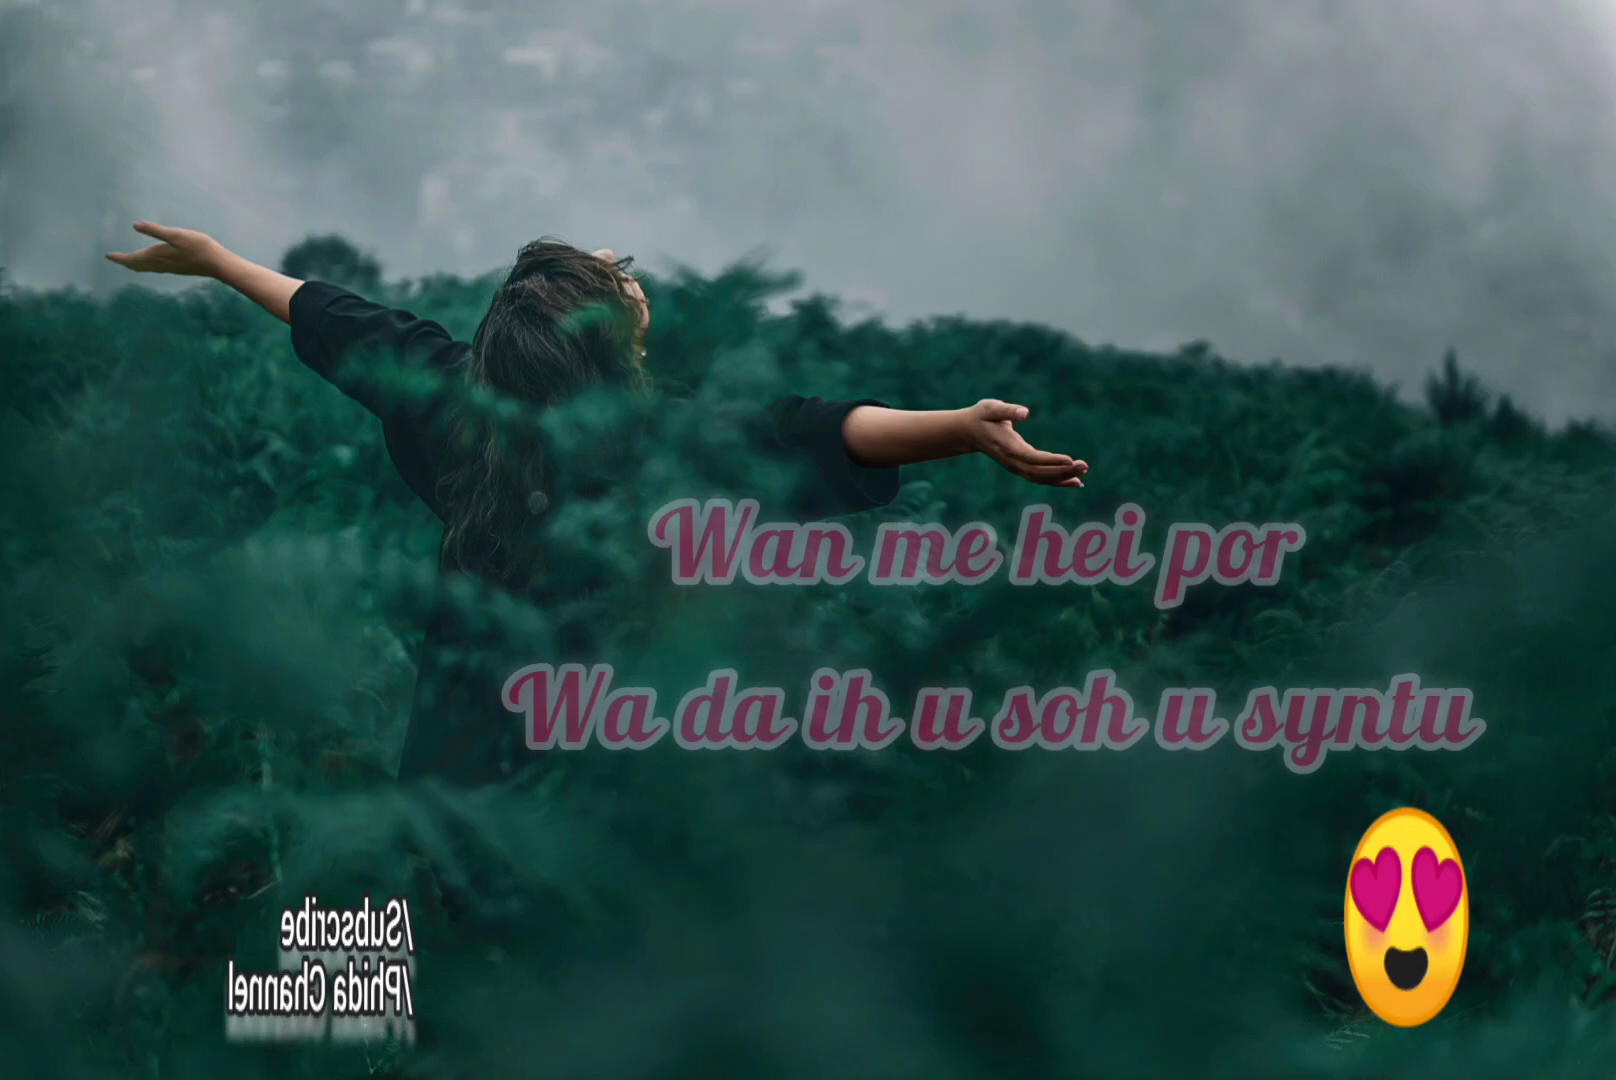 Wan me hei por
Wa da ih u soh u syntu
/Subscribe
/Phida Channel